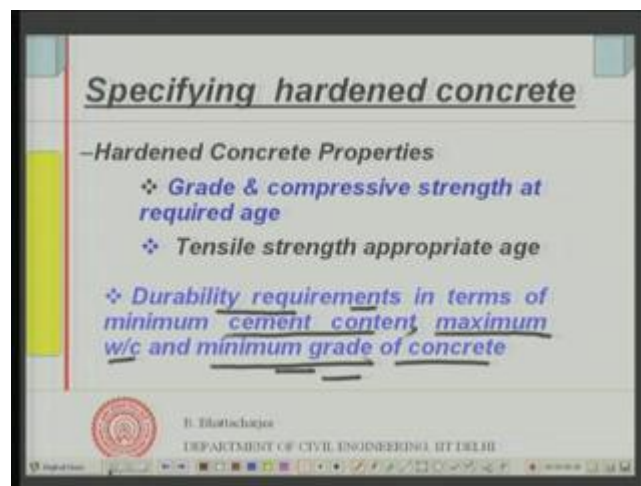 Specifying hardened concrete
–Hardened Concrete Properties
❖ Grade & compressive strength at
required age
❖ Tensile strength appropriate age
❖ Durability requirements in terms of
minimum cement content, maximum
w/c and minimum grade of concrete
B. Bhattacharjee
DEPARTMENT OF CIVIL ENGINEERING, IIT DELHI